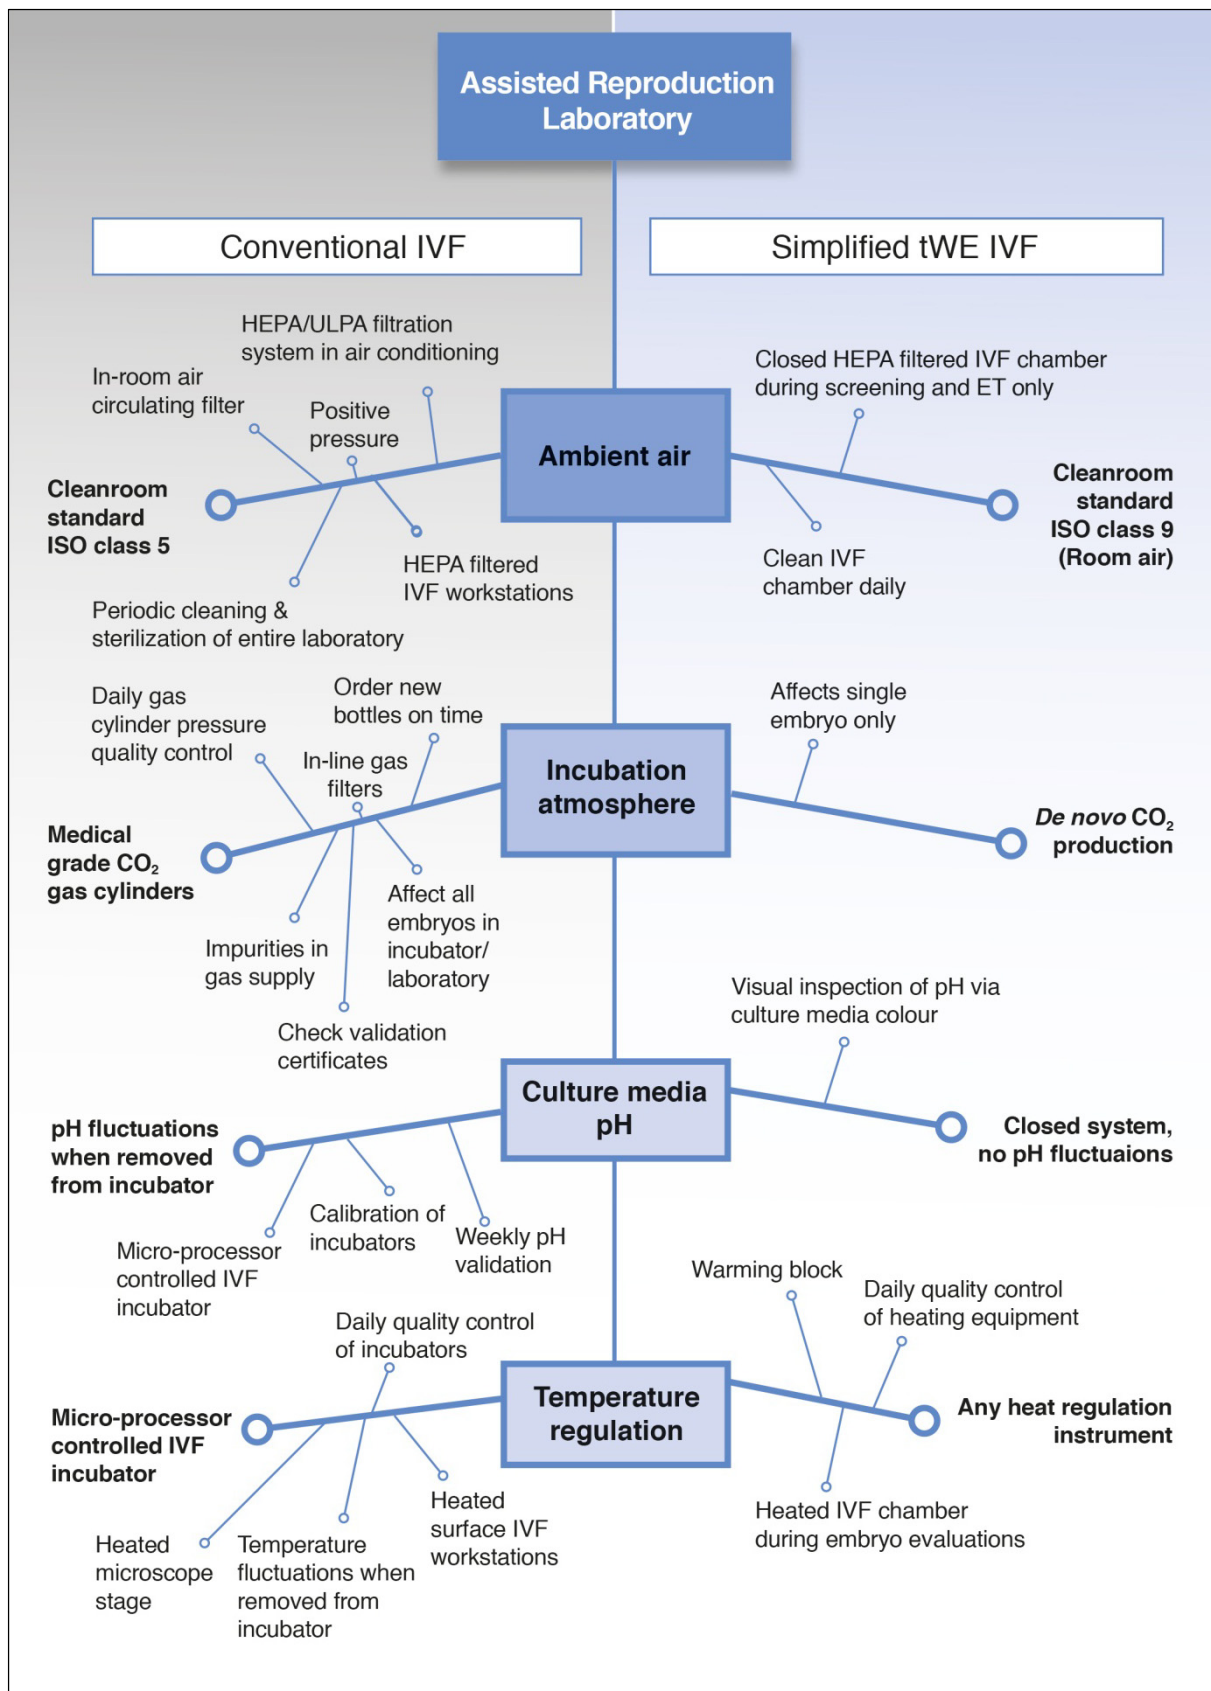 Assisted Reproduction
Laboratory
Conventional IVF
Simplified tWE IVF
HEPA/ULPA filtration
system in air conditioning
In-room air
circulating filter
Positive
pressure
Cleanroom
standard
ISO class 5
HEPA filtered
IVF workstations
Periodic cleaning &
sterilization of entire laboratory
Ambient air
Closed HEPA filtered IVF chamber
during screening and ET only
Clean IVF
chamber daily
Cleanroom
standard
ISO class 9
(Room air)
Daily gas
cylinder pressure
quality control
Order new
bottles on time
In-line gas
filters
Medical
grade CO₂
gas cylinders
Impurities in
gas supply
Affect all
embryos in
incubator/
laboratory
Check validation
certificates
Incubation
atmosphere
Affects single
embryo only
De novo CO₂
production
Culture media
pH
pH fluctuations
when removed
from incubator
Calibration of
incubators
Weekly pH
validation
Micro-processor
controlled IVF
incubator
Visual inspection of pH via
culture media colour
Closed system,
no pH fluctuaions
Temperature
regulation
Daily quality control
of incubators
Micro-processor
controlled IVF
incubator
Heated
microscope
stage
Temperature
fluctuations when
removed from
incubator
Heated
surface IVF
workstations
Warming block
Daily quality control
of heating equipment
Any heat regulation
instrument
Heated IVF chamber
during embryo evaluations